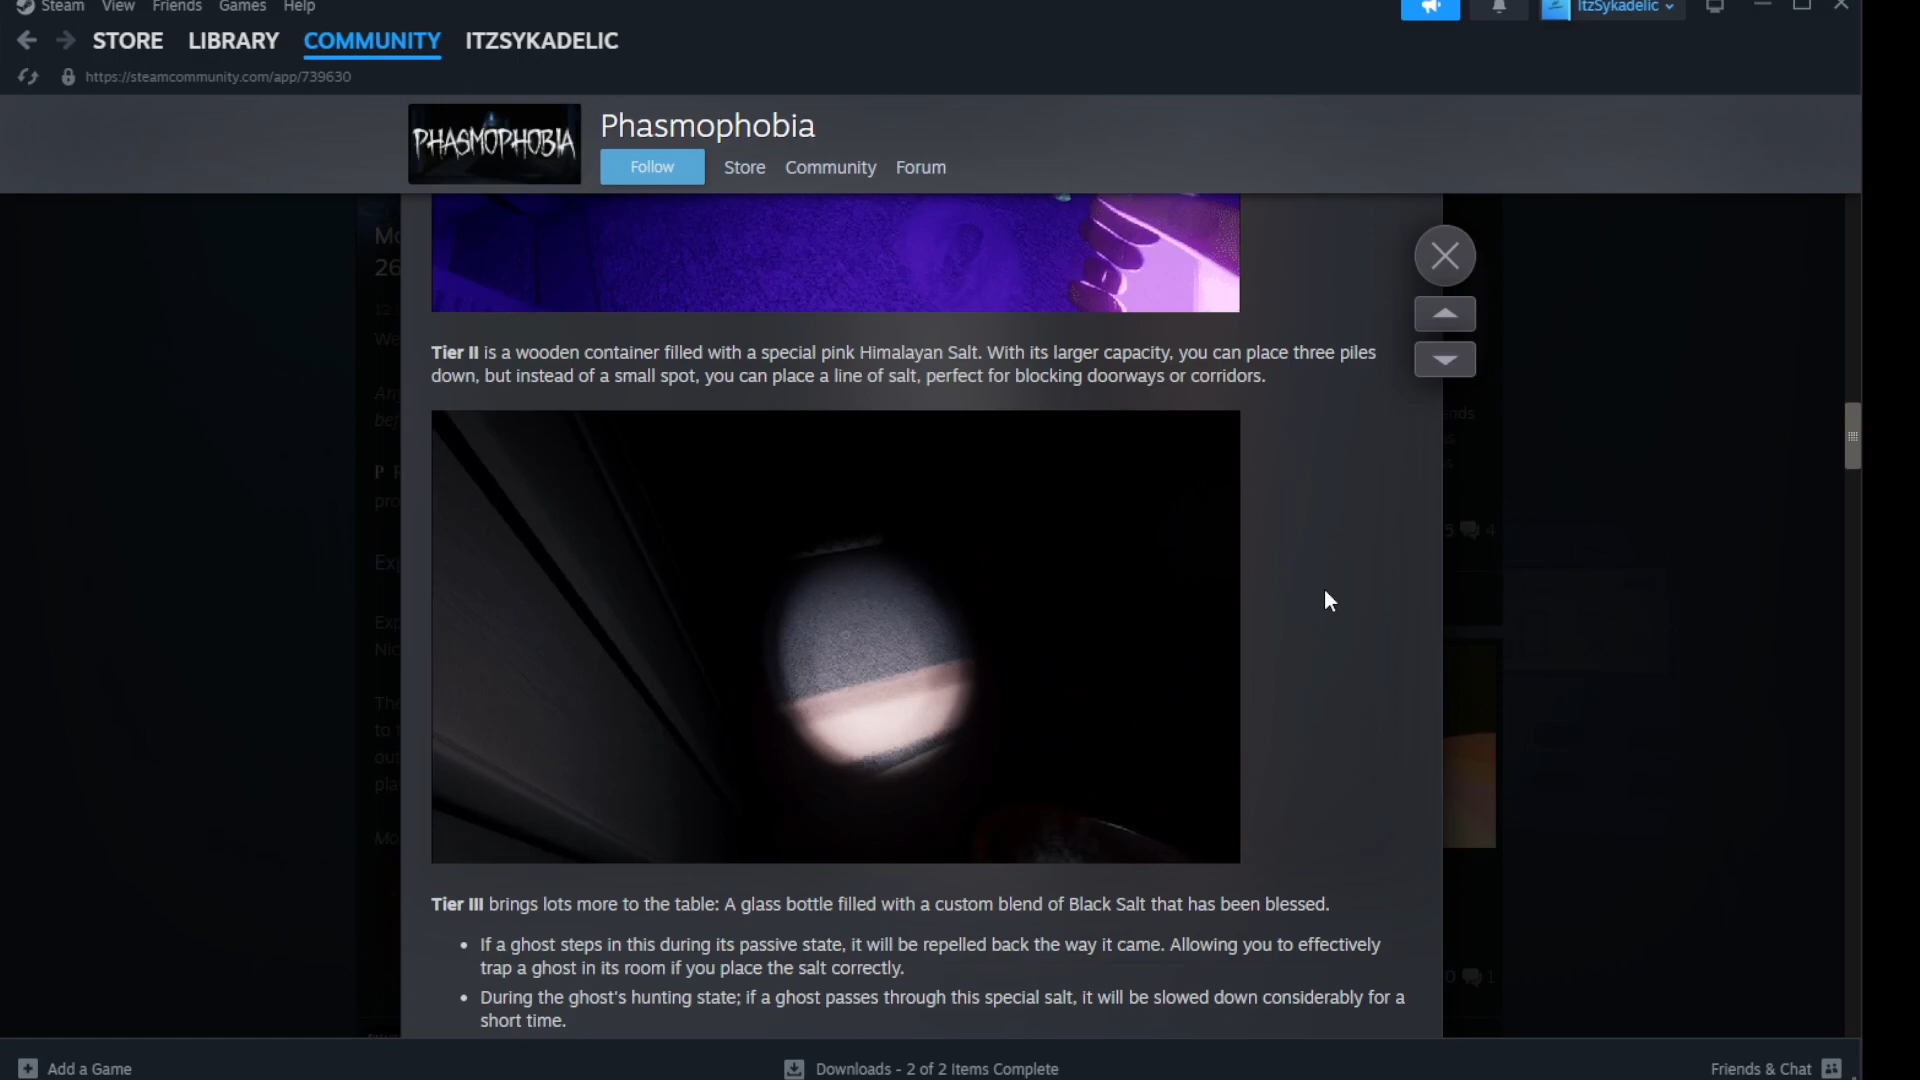 Steam View Friends Games Help
ItzSykadelic
STORE LIBRARY COMMUNITY ITZSYKADELIC
https://steamcommunity.com/app/739630
PHASMOPHOBIA
Phasmophobia
Follow Store Community Forum
26
Tier II is a wooden container filled with a special pink Himalayan Salt. With its larger capacity, you can place three piles
down, but instead of a small spot, you can place a line of salt, perfect for blocking doorways or corridors.
5 4
Tier III brings lots more to the table: A glass bottle filled with a custom blend of Black Salt that has been blessed.
• If a ghost steps in this during its passive state, it will be repelled back the way it came. Allowing you to effectively
trap a ghost in its room if you place the salt correctly.
0 1
• During the ghost's hunting state; if a ghost passes through this special salt, it will be slowed down considerably for a
short time.
Add a Game
Downloads - 2 of 2 Items Complete
Friends & Chat